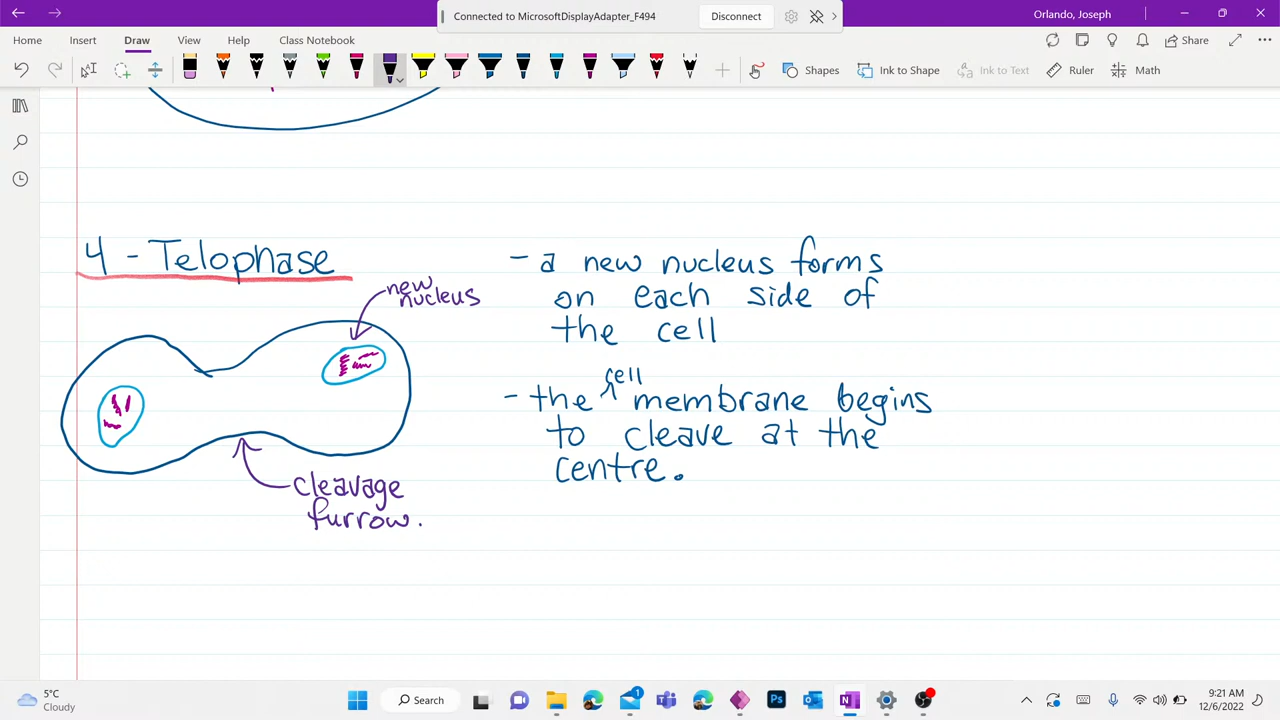 Connected to MicrosoftDisplayAdapter_F494
Disconnect
Orlando, Joseph
Home Insert Draw View Help Class Notebook
Share
Shapes
Ink to Shape
Ink to Text
Ruler
Math
4 - Telophase
new
nucleus
cleavage
furrow.
- a new nucleus forms
on each side of
the cell
cell
- the membrane begins
to cleave at the
centre.
5°C
Cloudy
Search
Ps
N
1
9:21 AM
12/6/2022